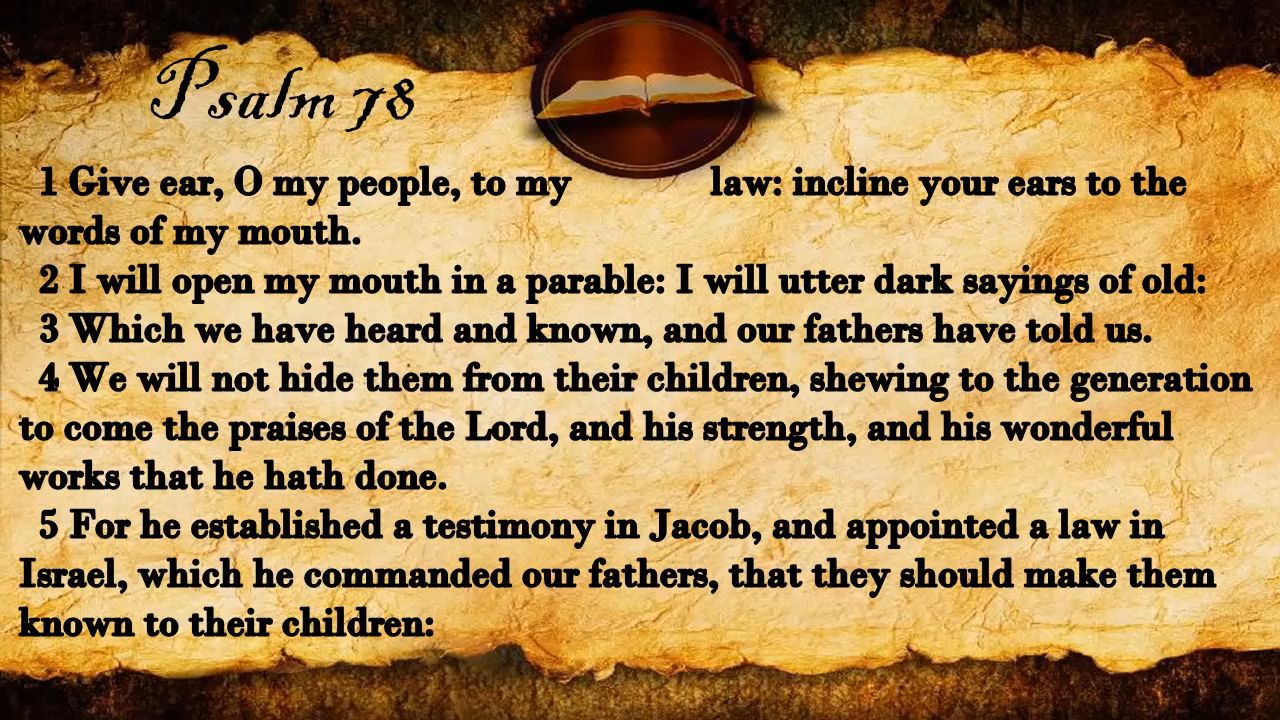 Psalm 78
1 Give ear, O my people, to my law: incline your ears to the
words of my mouth.
2 I will open my mouth in a parable: I will utter dark sayings of old:
3 Which we have heard and known, and our fathers have told us.
4 We will not hide them from their children, shewing to the generation
to come the praises of the Lord, and his strength, and his wonderful
works that he hath done.
5 For he established a testimony in Jacob, and appointed a law in
Israel, which he commanded our fathers, that they should make them
known to their children: